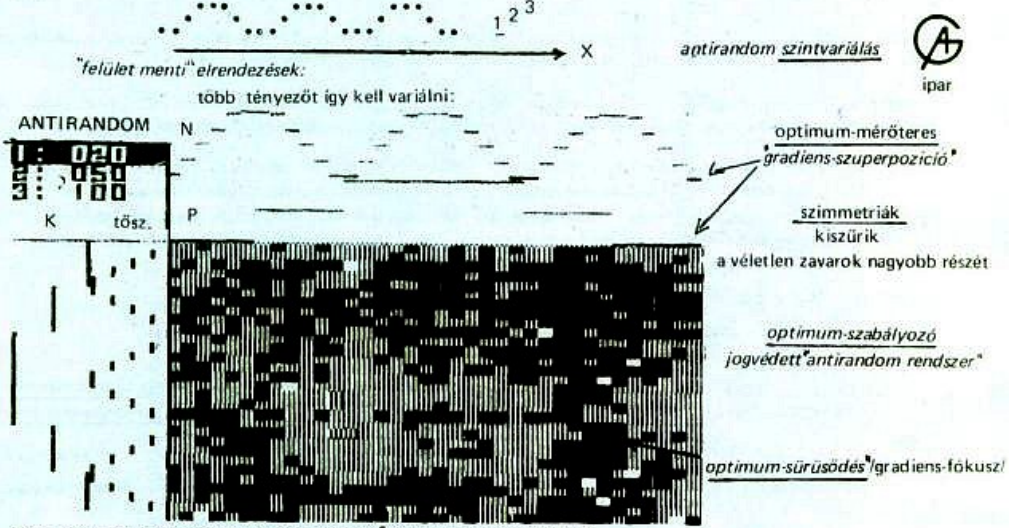 1 2 3
X
antirandom szintvariálás
AG
ipar
"felület menti" elrendezések:
több tényezőt így kell variálni:
ANTIRANDOM
N
1: 020
2: 050
3: 100
optimum-mérőteres
"gradiens-szuperpozíció"
K tősz. P
szimmetriák
kiszűrik
a véletlen zavarok nagyobb részét
optimum-szabályozó
jogvédett "antirandom rendszer"
optimum-sűrűsödés "/gradiens-fókusz/